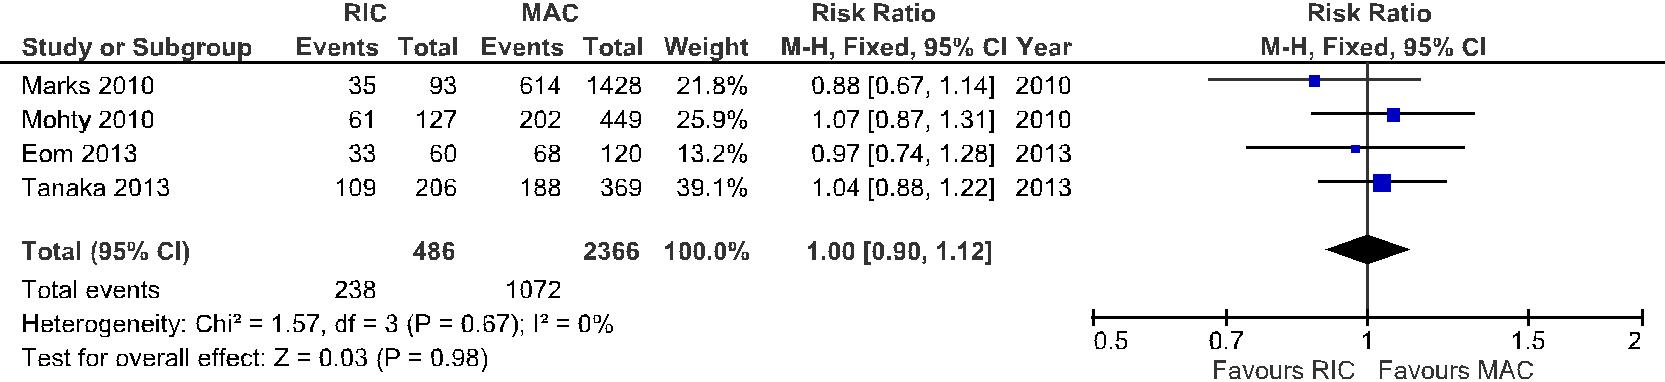 RIC MAC Risk Ratio Risk Ratio
Study or Subgroup Events Total Events Total Weight M-H, Fixed, 95% CI Year M-H, Fixed, 95% CI
Marks 2010 35 93 614 1428 21.8% 0.88 [0.67, 1.14] 2010
Mohty 2010 61 127 202 449 25.9% 1.07 [0.87, 1.31] 2010
Eom 2013 33 60 68 120 13.2% 0.97 [0.74, 1.28] 2013
Tanaka 2013 109 206 188 369 39.1% 1.04 [0.88, 1.22] 2013
Total (95% CI) 486 2366 100.0% 1.00 [0.90, 1.12]
Total events 238 1072
Heterogeneity: Chi² = 1.57, df = 3 (P = 0.67); I² = 0%
Test for overall effect: Z = 0.03 (P = 0.98)
0.5 0.7 1 1.5 2
Favours RIC Favours MAC